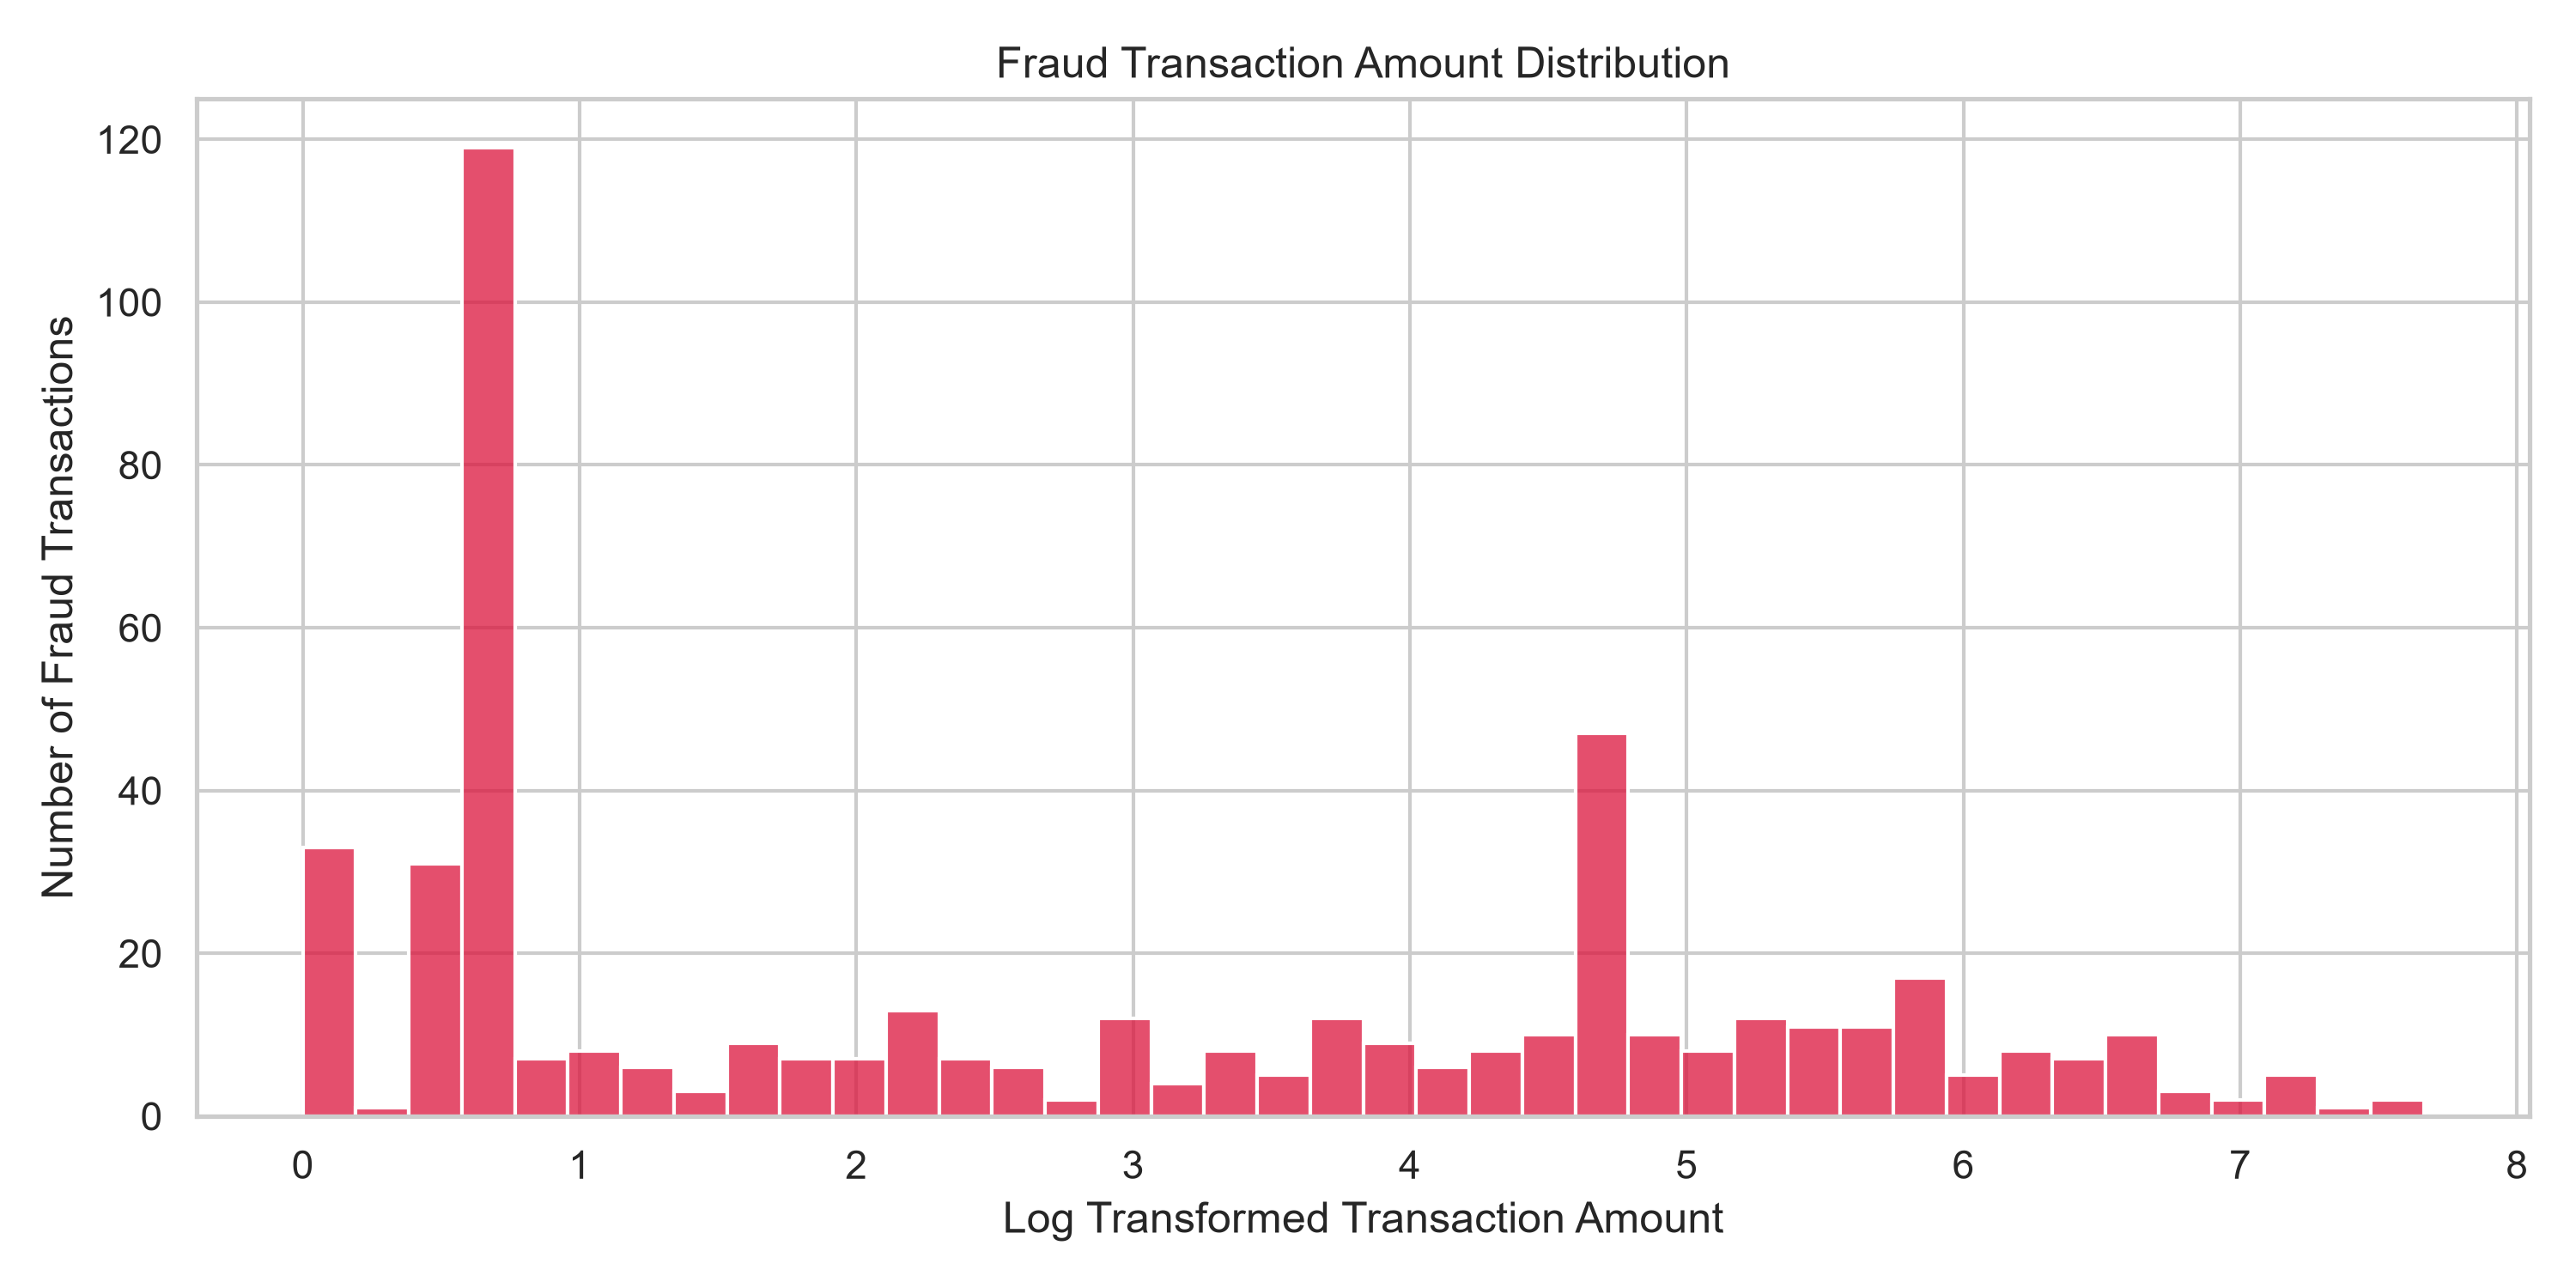 Fraud Transaction Amount Distribution
120
100
80
60
40
20
0
Number of Fraud Transactions
0 1 2 3 4 5 6 7 8
Log Transformed Transaction Amount